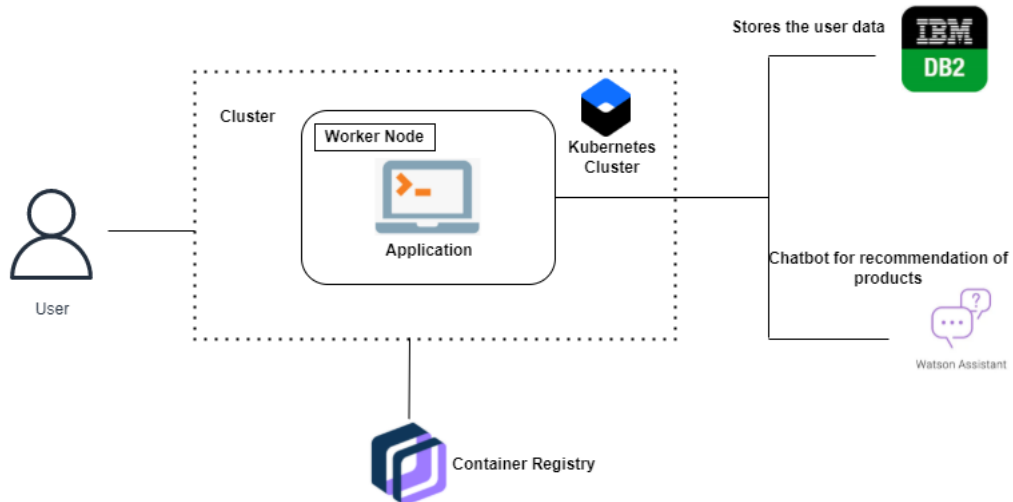 Stores the user data
IBM
DB2
Cluster
Worker Node
Kubernetes
Cluster
Application
User
Chatbot for recommendation of
products
?
Watson Assistant
Container Registry